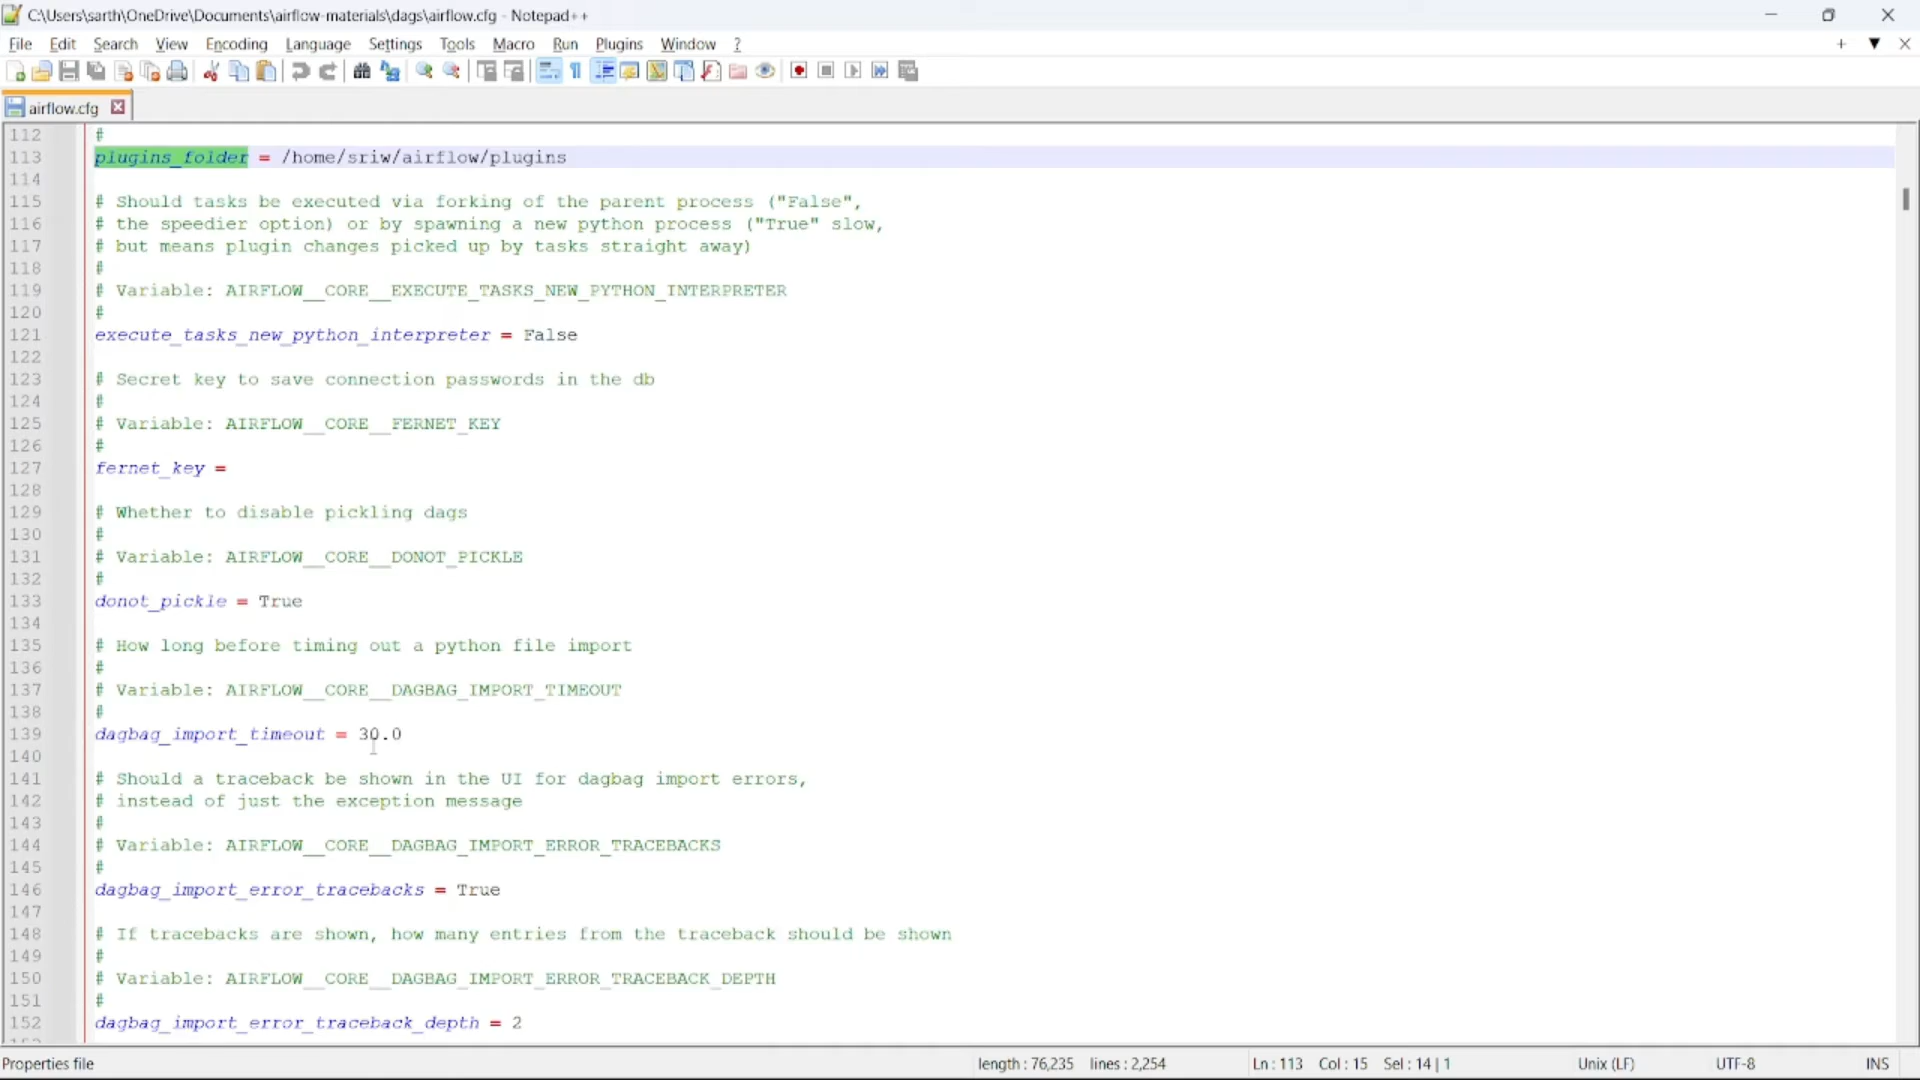 C:\Users\sarth\OneDrive\Documents\airflow-materials\dags\airflow.cfg - Notepad++
File Edit Search View Encoding Language Settings Tools Macro Run Plugins Window ?
airflow.cfg
112 #
113 plugins_folder = /home/sriw/airflow/plugins
114
115 # Should tasks be executed via forking of the parent process ("False",
116 # the speedier option) or by spawning a new python process ("True" slow,
117 # but means plugin changes picked up by tasks straight away)
118 #
119 # Variable: AIRFLOW__CORE__EXECUTE_TASKS_NEW_PYTHON_INTERPRETER
120 #
121 execute_tasks_new_python_interpreter = False
122
123 # Secret key to save connection passwords in the db
124 #
125 # Variable: AIRFLOW__CORE__FERNET_KEY
126 #
127 fernet_key =
128
129 # Whether to disable pickling dags
130 #
131 # Variable: AIRFLOW__CORE__DONOT_PICKLE
132 #
133 donot_pickle = True
134
135 # How long before timing out a python file import
136 #
137 # Variable: AIRFLOW__CORE__DAGBAG_IMPORT_TIMEOUT
138 #
139 dagbag_import_timeout = 30.0
140
141 # Should a traceback be shown in the UI for dagbag import errors,
142 # instead of just the exception message
143 #
144 # Variable: AIRFLOW__CORE__DAGBAG_IMPORT_ERROR_TRACEBACKS
145 #
146 dagbag_import_error_tracebacks = True
147
148 # If tracebacks are shown, how many entries from the traceback should be shown
149 #
150 # Variable: AIRFLOW__CORE__DAGBAG_IMPORT_ERROR_TRACEBACK_DEPTH
151 #
152 dagbag_import_error_traceback_depth = 2
Properties file length : 76,235 lines : 2,254 Ln : 113 Col : 15 Sel : 14 | 1 Unix (LF) UTF-8 INS